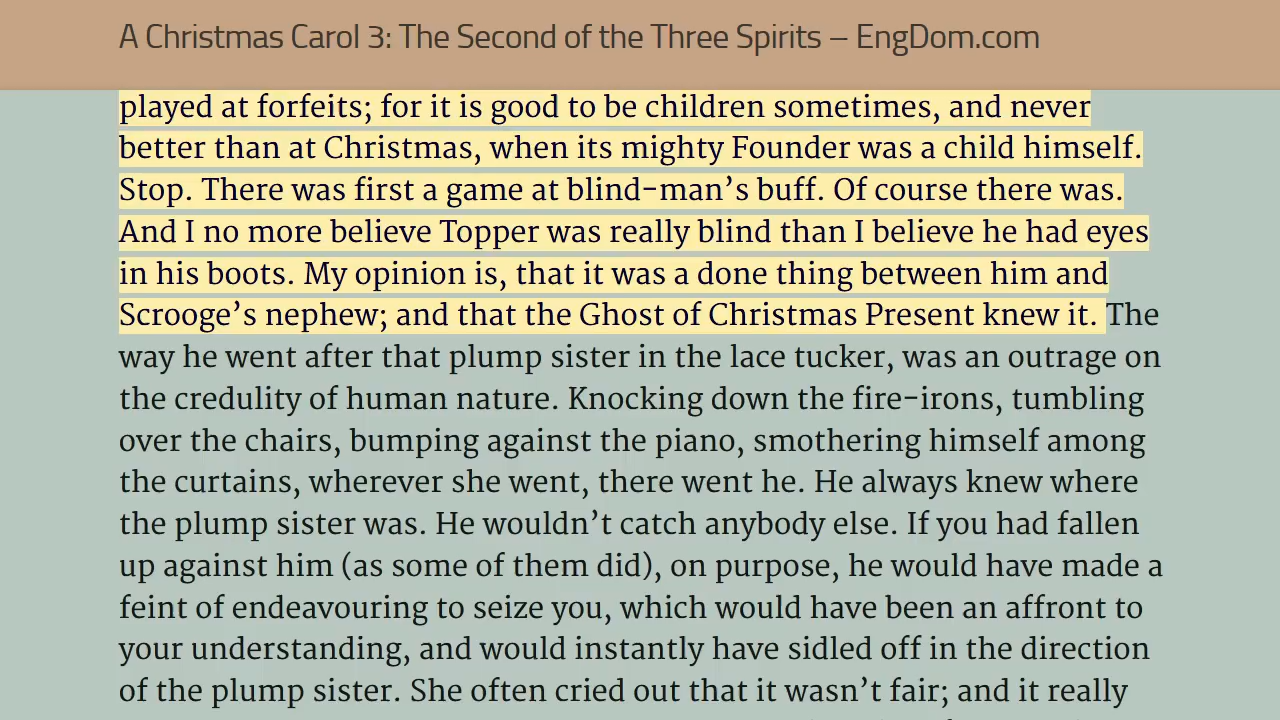 A Christmas Carol 3: The Second of the Three Spirits – EngDom.com
played at forfeits; for it is good to be children sometimes, and never
better than at Christmas, when its mighty Founder was a child himself.
Stop. There was first a game at blind-man’s buff. Of course there was.
And I no more believe Topper was really blind than I believe he had eyes
in his boots. My opinion is, that it was a done thing between him and
Scrooge’s nephew; and that the Ghost of Christmas Present knew it. The
way he went after that plump sister in the lace tucker, was an outrage on
the credulity of human nature. Knocking down the fire-irons, tumbling
over the chairs, bumping against the piano, smothering himself among
the curtains, wherever she went, there went he. He always knew where
the plump sister was. He wouldn’t catch anybody else. If you had fallen
up against him (as some of them did), on purpose, he would have made a
feint of endeavouring to seize you, which would have been an affront to
your understanding, and would instantly have sidled off in the direction
of the plump sister. She often cried out that it wasn’t fair; and it really